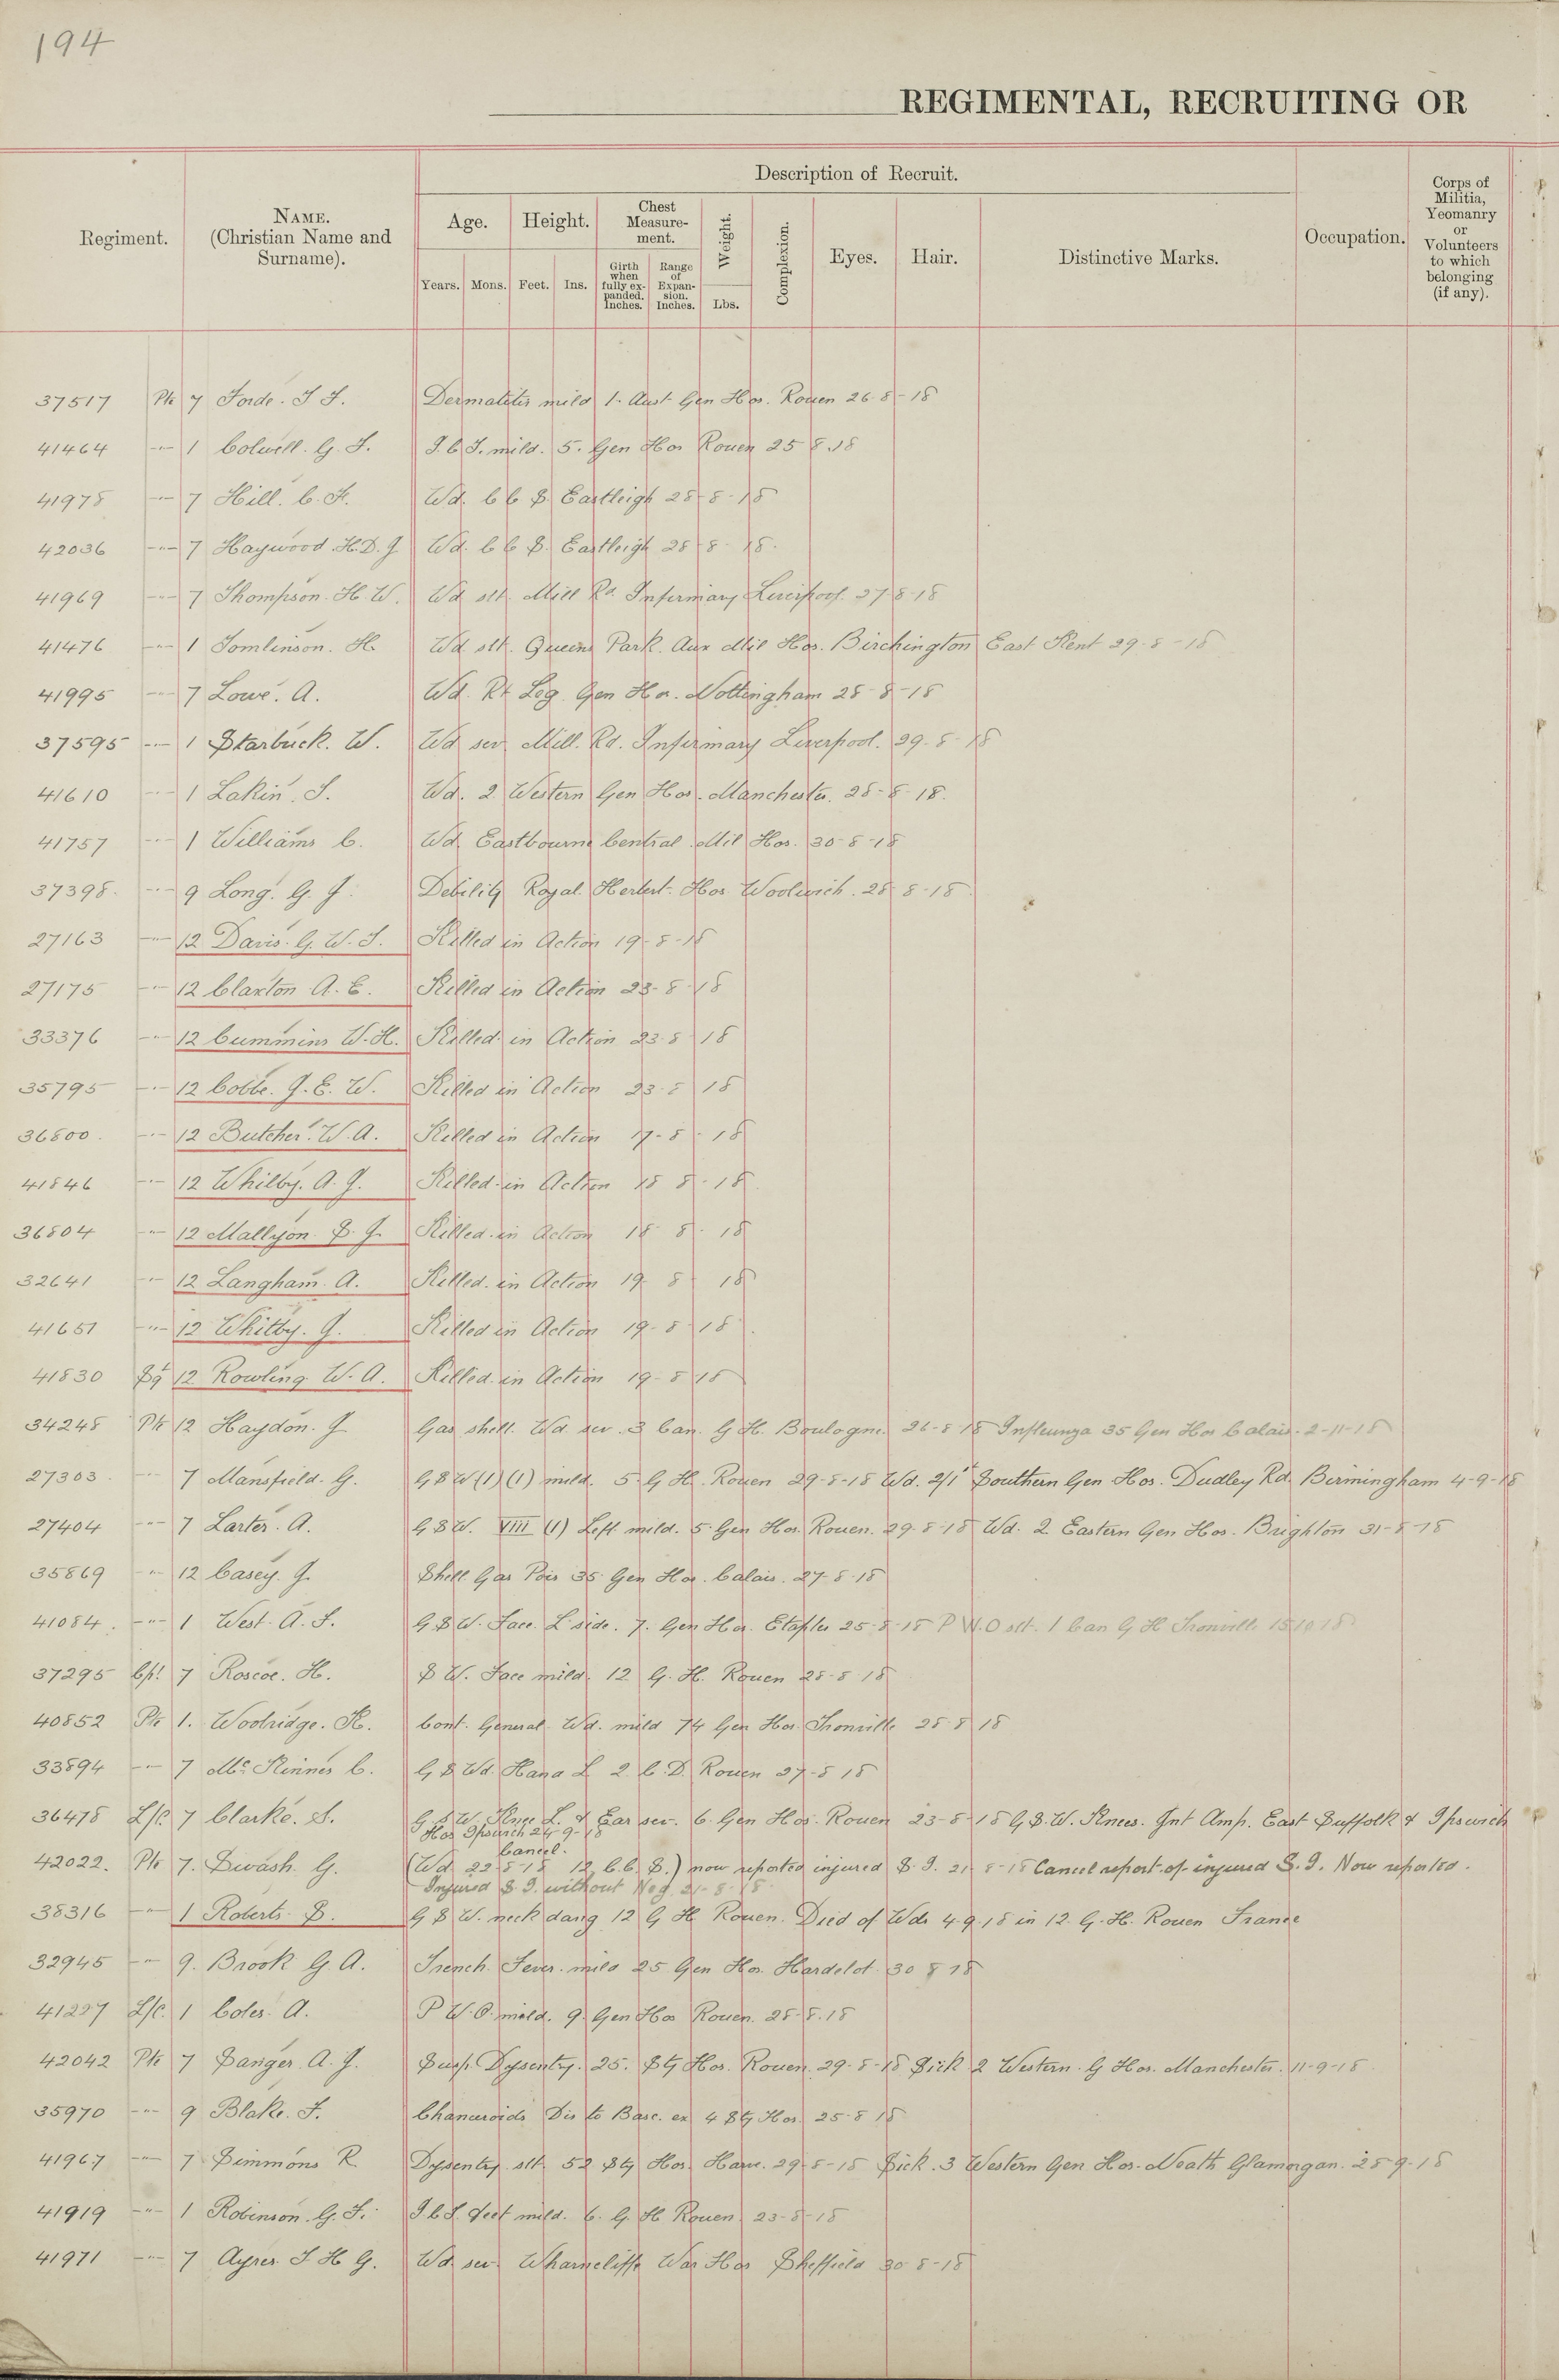 194
REGIMENTAL, RECRUITING OR
Regiment. NAME. (Christian Name and Surname). Description of Recruit. Occupation. Corps of Militia, Yeomanry or Volunteers to which belonging (if any).
Age. Height. Chest Measurement. Weight. Complexion. Eyes. Hair. Distinctive Marks.
Years. Mons. Feet. Ins. Girth when fully expanded. Inches. Range of Expansion. Inches. Lbs.
37517 Pte 7 Forde. J F. Dermatitis mild 1. Aust Gen Hos. Rouen 26-8-18
41464 -"- 1 Colwell. G. F. I.C.T. mild. 5. Gen Hos Rouen 25 8.18
41978 -"- 7 Hill. C. F. Wd. C C S. Eastleigh 28-8-18
42036 -"- 7 Haywood. H.D.J Wd. C C S. Eastleigh 28-8-18.
41969 -"- 7 Thompson. H. W. Wd slt. Mill Rd. Infirmary Liverpool. 27-8-18
41476 -"- 1 Tomlinson. H. Wd slt. Queens Park. Aux Mil Hos. Birchington East Kent 29-8-18
41995 -"- 7 Lowe. A. Wd. Rt Leg. Gen Hos. Nottingham 28-8-18
37595 -"- 1 Starbuck. W. Wd sev. Mill. Rd. Infirmary Liverpool. 29. 8-18
41610 -"- 1 Lakin. S. Wd. 2 Western Gen Hos. Manchester. 28-8-18.
41757 -"- 1 Williams C. Wd. Eastbourne Central Mil Hos. 30-8-18
37398. -"- 9 Long. G. J. Debility Royal Herbert. Hos Woolwich. 28-8-18
27163 -"- 12 Davis. G. W. S. Killed in Action 19-8-18
27175 -"- 12 Claxton A. E. Killed in Action 23-8-18
33376 -"- 12 Cummins W. H. Killed in Action 23-8-18
35795 -"- 12 Cobbe. J. E. W. Killed in Action 23-8-18
36800. -"- 12 Butcher. W. A. Killed in Action 17-8-18
41846 -"- 12 Whilby. A. J. Killed in Action 18 8-18
36804 -"- 12 Mallyon. S. J. Killed in Action 18 8-18
32641 -"- 12 Langham. A. Killed in Action 19 8 18
41651 -"- 12 Whitby. J. Killed in Action 19-8-18
41830 Sgt 12 Rowling W. A. Killed in Action 19-8-18
34248 Pte 12 Haydon. J Gas shell. Wd sev. 3 Can. G H. Boulogne. 26-8-18 Influenza 35 Gen Hos Calais. 2-11-18
27303. -"- 7 Mansfield. G. G S W (1) (1) mild. 5 G H. Rouen 29-8-18 Wd. 2/1st Southern Gen Hos. Dudley Rd. Birmingham 4-9-18
27404 -"- 7 Larter. A. G S W. VIII (1) Left mild. 5 Gen Hos. Rouen. 29-8-18 Wd. 2 Eastern Gen Hos. Brighton 31-8-18
35869 -"- 12 Casey. J. Shell Gas Pois 35 Gen Hos. Calais. 27-8-18
41084. -"- 1 West. A. S. G S W. Face L side. 7. Gen Hos. Etaples 25-8-18 P W.O slt. 1 Can G H Tronville 15.10.18
37295 Cpl 7 Roscoe. H. S W. Face mild. 12 G. H. Rouen 28-8-18
40852 Pte 1. Woolridge. K. Cont. General. Wd. mild 74 Gen Hos. Tronville 28-8-18
33894 -"- 7 McKinnes C. G S Wd. Hand L 2. C. D. Rouen 27-8 18
36478 L/C 7 Clarke. S. G S W. Knee L. & Ear sev. 6. Gen Hos. Rouen 23-8-18 G. S. W. Knees. Gnt Amp. East Suffolk & Ipswich
Hos Ipswich 24-9-18
Cancel.
42022. Pte 7. Swash. G. (Wd. 22-8-18 12 C.C.S.) now reported injured S. I. 21-8-18 Cancel report of injured S. I. Now reported.
Injured S I. without Neg. 21-8-18
38316 -"- 1 Roberts. S. G S W. neck dang 12 G H Rouen. Died of Wds 4-9.18 in 12. G. H. Rouen France
32945 -"- 9. Brook G. A. Trench Fever. mild 25 Gen Hos. Hardelot 30 8 18
41297 L/C. 1 Coles. A. P W. O. mild. 9. Gen Hos Rouen. 28.8.18
42042 Pte 7 Sanger. A. J. Susp. Dysentry. 25. Sty Hos. Rouen. 29-8-18 Sick 2 Western. G Hos. Manchester. 11-9-18
35970 -"- 9 Blake. F. Chancroids Dis to Base. ex 4 Sty Hos 25-8 18
41967 -"- 7 Simmons R. Dysentry slt. 52 Sty Hos. Havre. 29-8-18 Sick. 3 Western Gen Hos. Neath Glamorgan. 28-9-18
41919 -"- 1 Robinson. G. F. I C T. feet mild. 6. G. H Rouen. 23-8-18
41971 -"- 7 Ayres J H G. Wd sev. Wharncliffe War Hos Sheffield 30-8-18